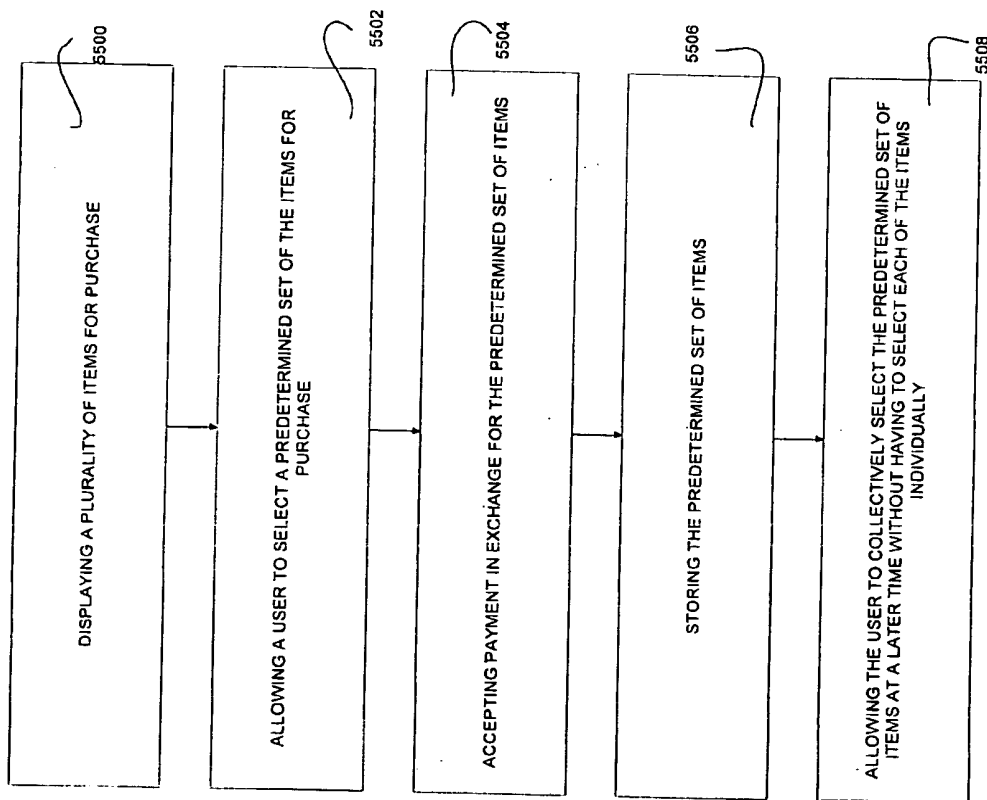 5500
DISPLAYING A PLURALITY OF ITEMS FOR PURCHASE
5502
ALLOWING A USER TO SELECT A PREDETERMINED SET OF THE ITEMS FOR
PURCHASE
5504
ACCEPTING PAYMENT IN EXCHANGE FOR THE PREDETERMINED SET OF ITEMS
5506
STORING THE PREDETERMINED SET OF ITEMS
5508
ALLOWING THE USER TO COLLECTIVELY SELECT THE PREDETERMINED SET OF
ITEMS AT A LATER TIME WITHOUT HAVING TO SELECT EACH OF THE ITEMS
INDIVIDUALLY